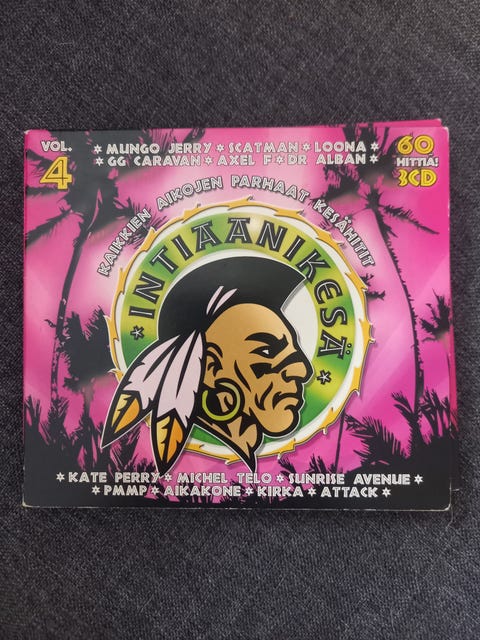 VOL.
4
* MUNGO JERRY * SCATMAN * LOONA *
* GG CARAVAN * AXEL F * DR ALBAN *
60
HITTIÄ!
3CD
KAIKKIEN AIKOJEN PARHAAT KESÄHITIT
* INTIAANIKESÄ *
* KATE PERRY * MICHEL TELO * SUNRISE AVENUE *
* PMMP * AIKAKONE * KIRKA * ATTACK *